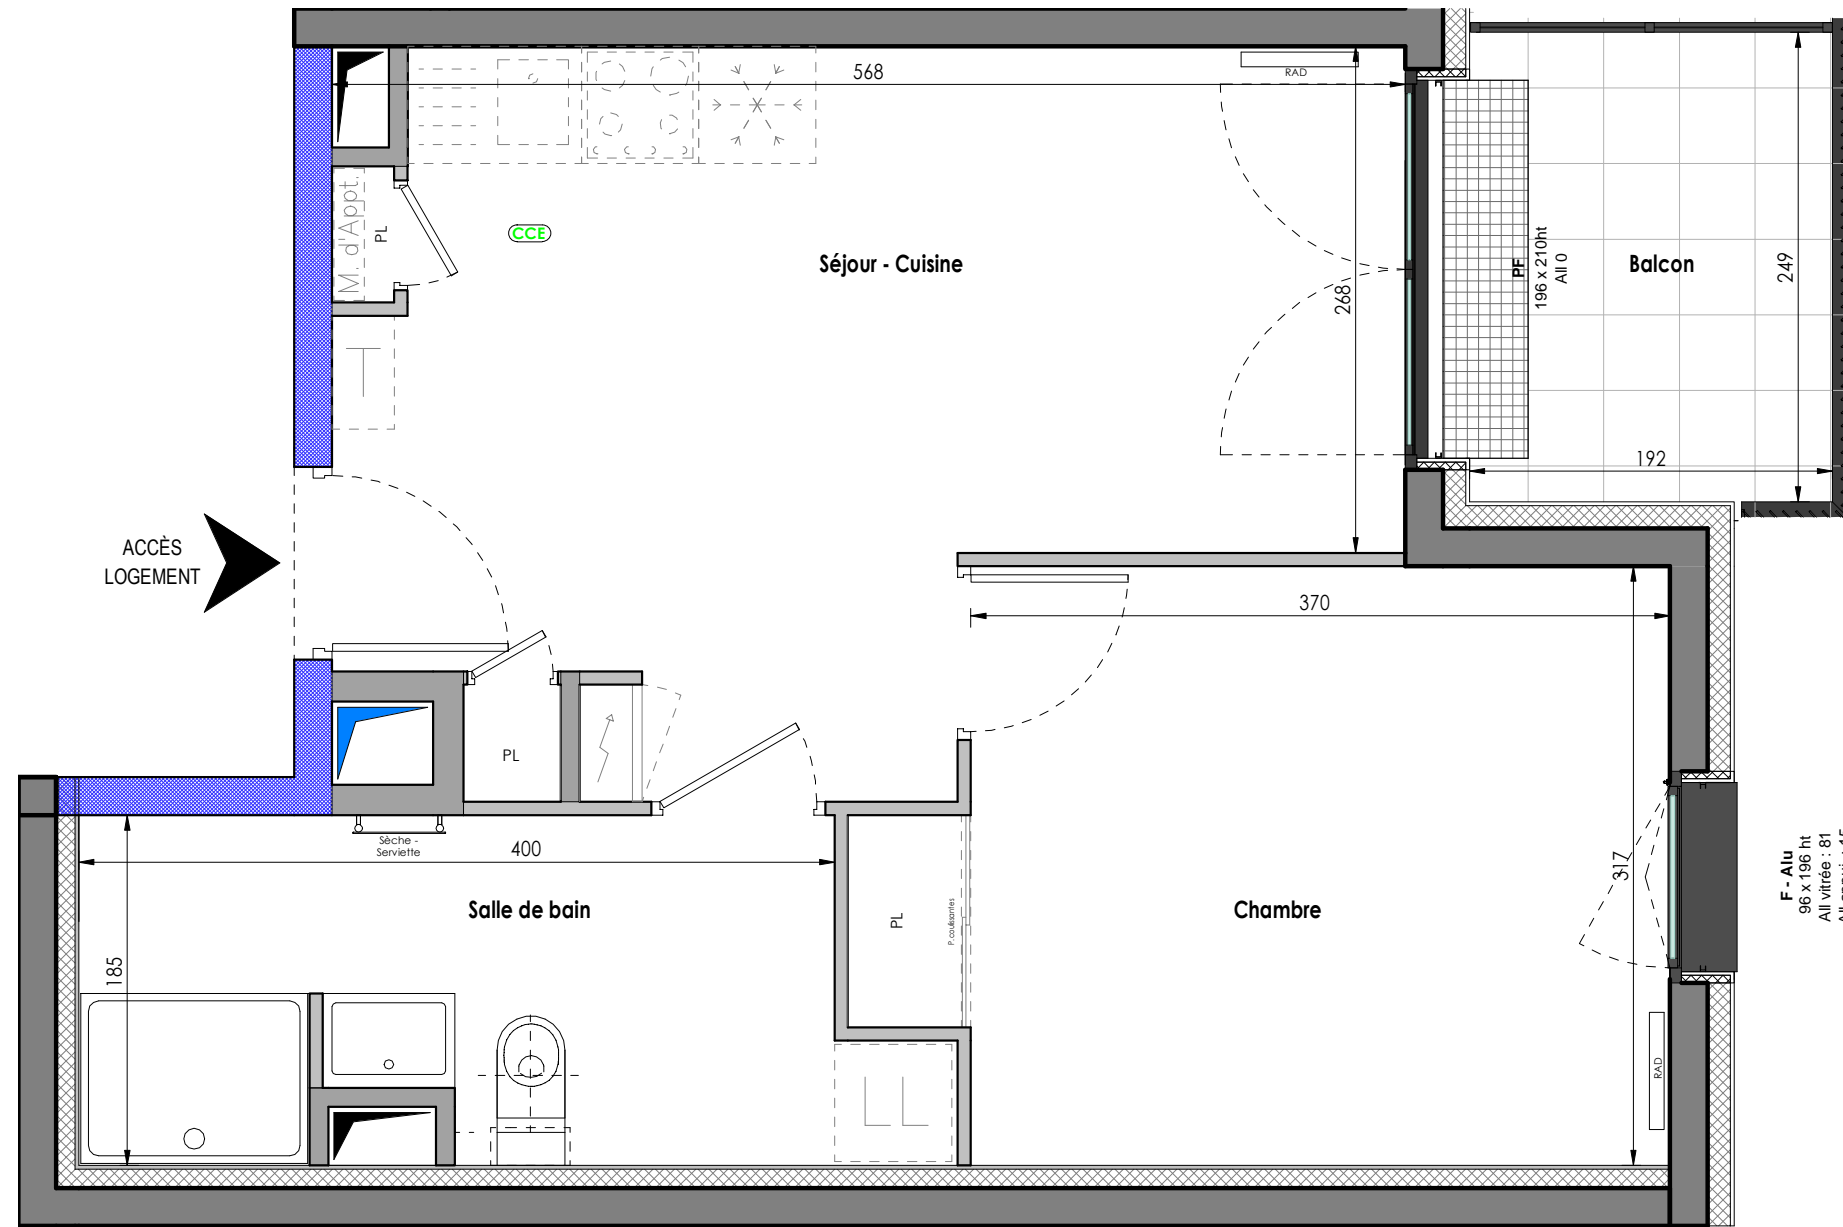 568
RAD
M. d'Appt.
PL
CCE
Séjour - Cuisine
268
PF
196 x 210ht
All 0
Balcon
249
192
T
ACCÈS
LOGEMENT
370
PL
Sèche -
Serviette
400
Salle de bain
185
PL
P. coulissantes
Chambre
317
F - Alu
96 x 196 ht
All vitrée : 81
LL
RAD